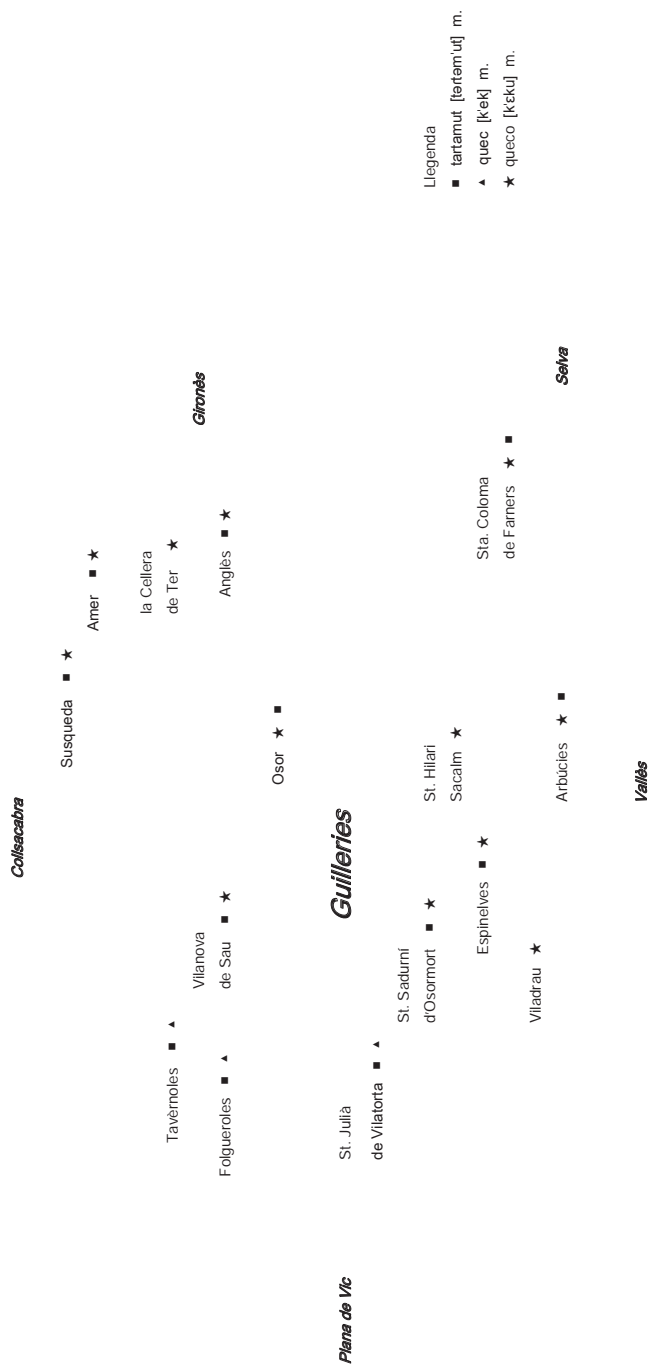 Collsacabra
Susqueda ■ ★
Amer ■ ★
la Cellera
de Ter ★
Tavèrnoles ■ ▲
Gironès
Vilanova
de Sau ■ ★
Anglès ■ ★
Folgueroles ■ ▲
Osor ★ ■
Guilleries
Plana de Vic
St. Julià
de Vilatorta ■ ▲
St. Sadurní
d'Osormort ■ ★
St. Hilari
Sacalm ★
Espinelves ■ ★
Sta. Coloma
de Farners ★ ■
Viladrau ★
Arbúcies ★ ■
Selva
Vallès
Llegenda
■ tartamut [tərtəm'ut] m.
▲ quec [k'ek] m.
★ queco [k'ɛku] m.